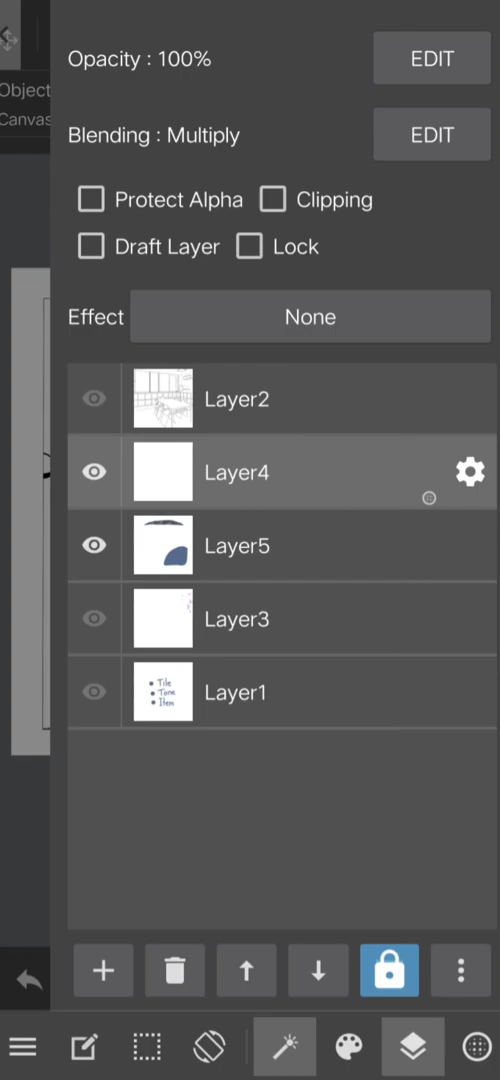 Opacity : 100%
EDIT
Object
Canvas
Blending : Multiply
EDIT
Protect Alpha
Clipping
Draft Layer
Lock
Effect
None
Layer2
Layer4
Layer5
Layer3
Tile
Tone
Item
Layer1